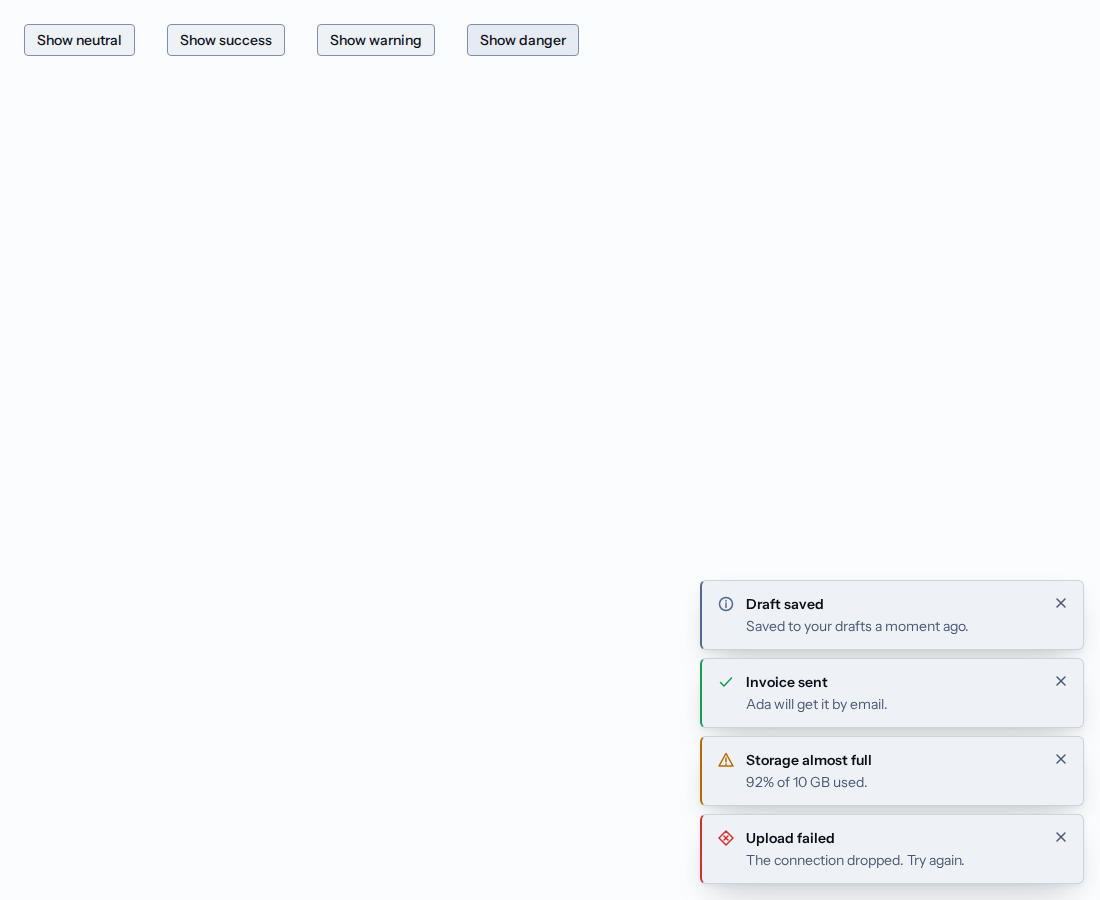 Show neutral
Show success
Show warning
Show danger
Draft saved
Saved to your drafts a moment ago.
Invoice sent
Ada will get it by email.
Storage almost full
92% of 10 GB used.
Upload failed
The connection dropped. Try again.